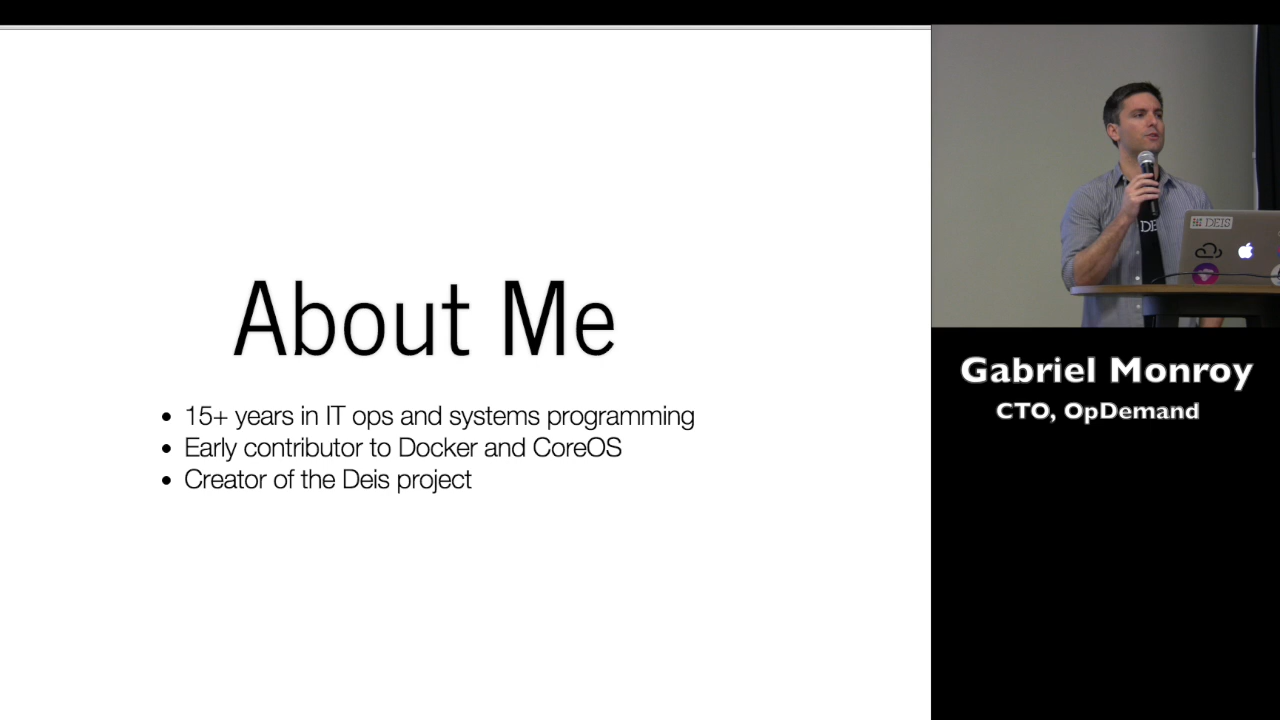 About Me
• 15+ years in IT ops and systems programming
• Early contributor to Docker and CoreOS
• Creator of the Deis project
DEIS
Gabriel Monroy
CTO, OpDemand